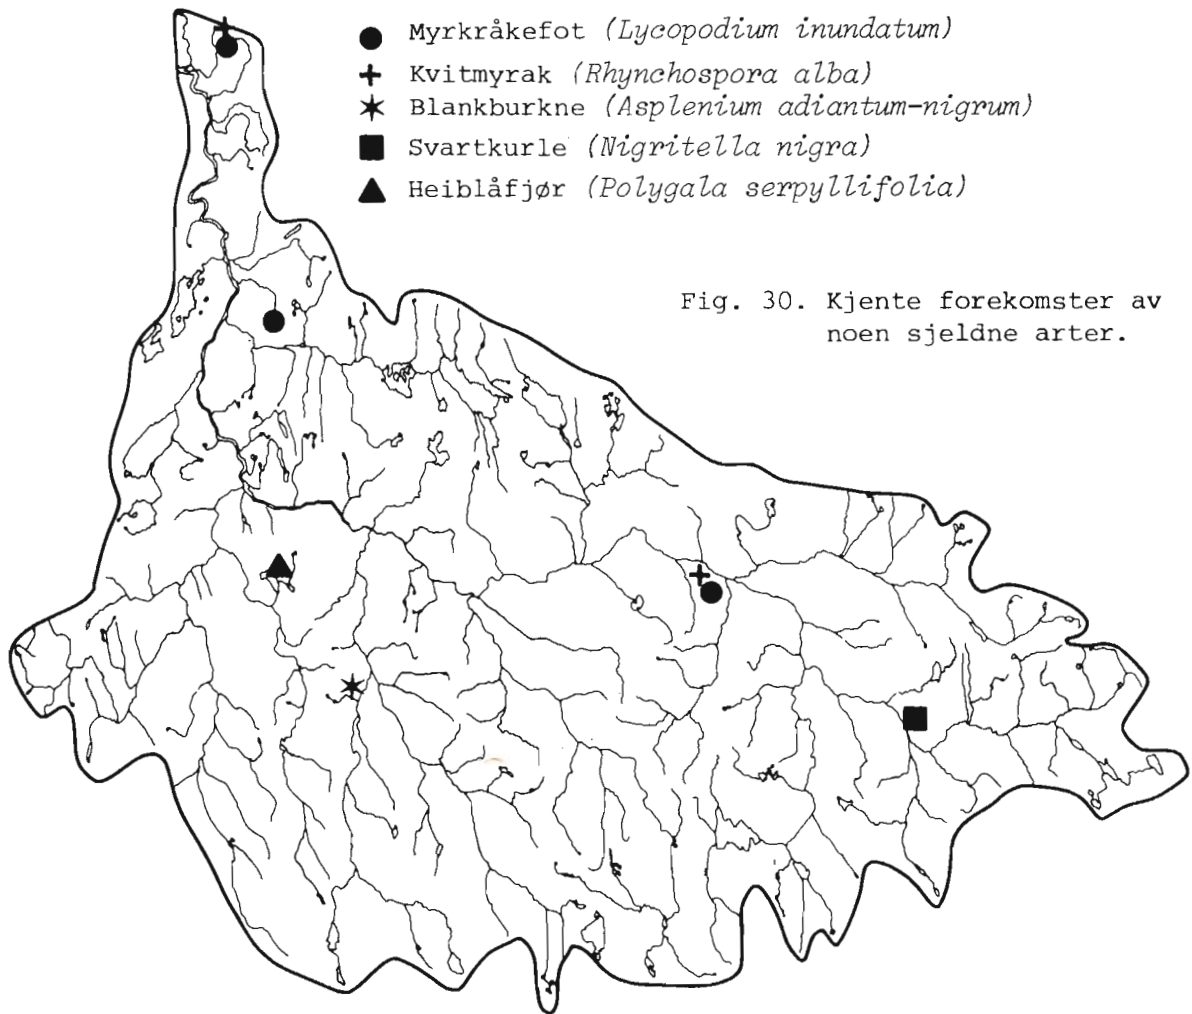 Myrkråkefot (Lycopodium inundatum)
Kvitmyrak (Rhynchospora alba)
Blankburkne (Asplenium adiantum-nigrum)
Svartkurle (Nigritella nigra)
Heiblåfjør (Polygala serpyllifolia)
Fig. 30. Kjente forekomster av
noen sjeldne arter.